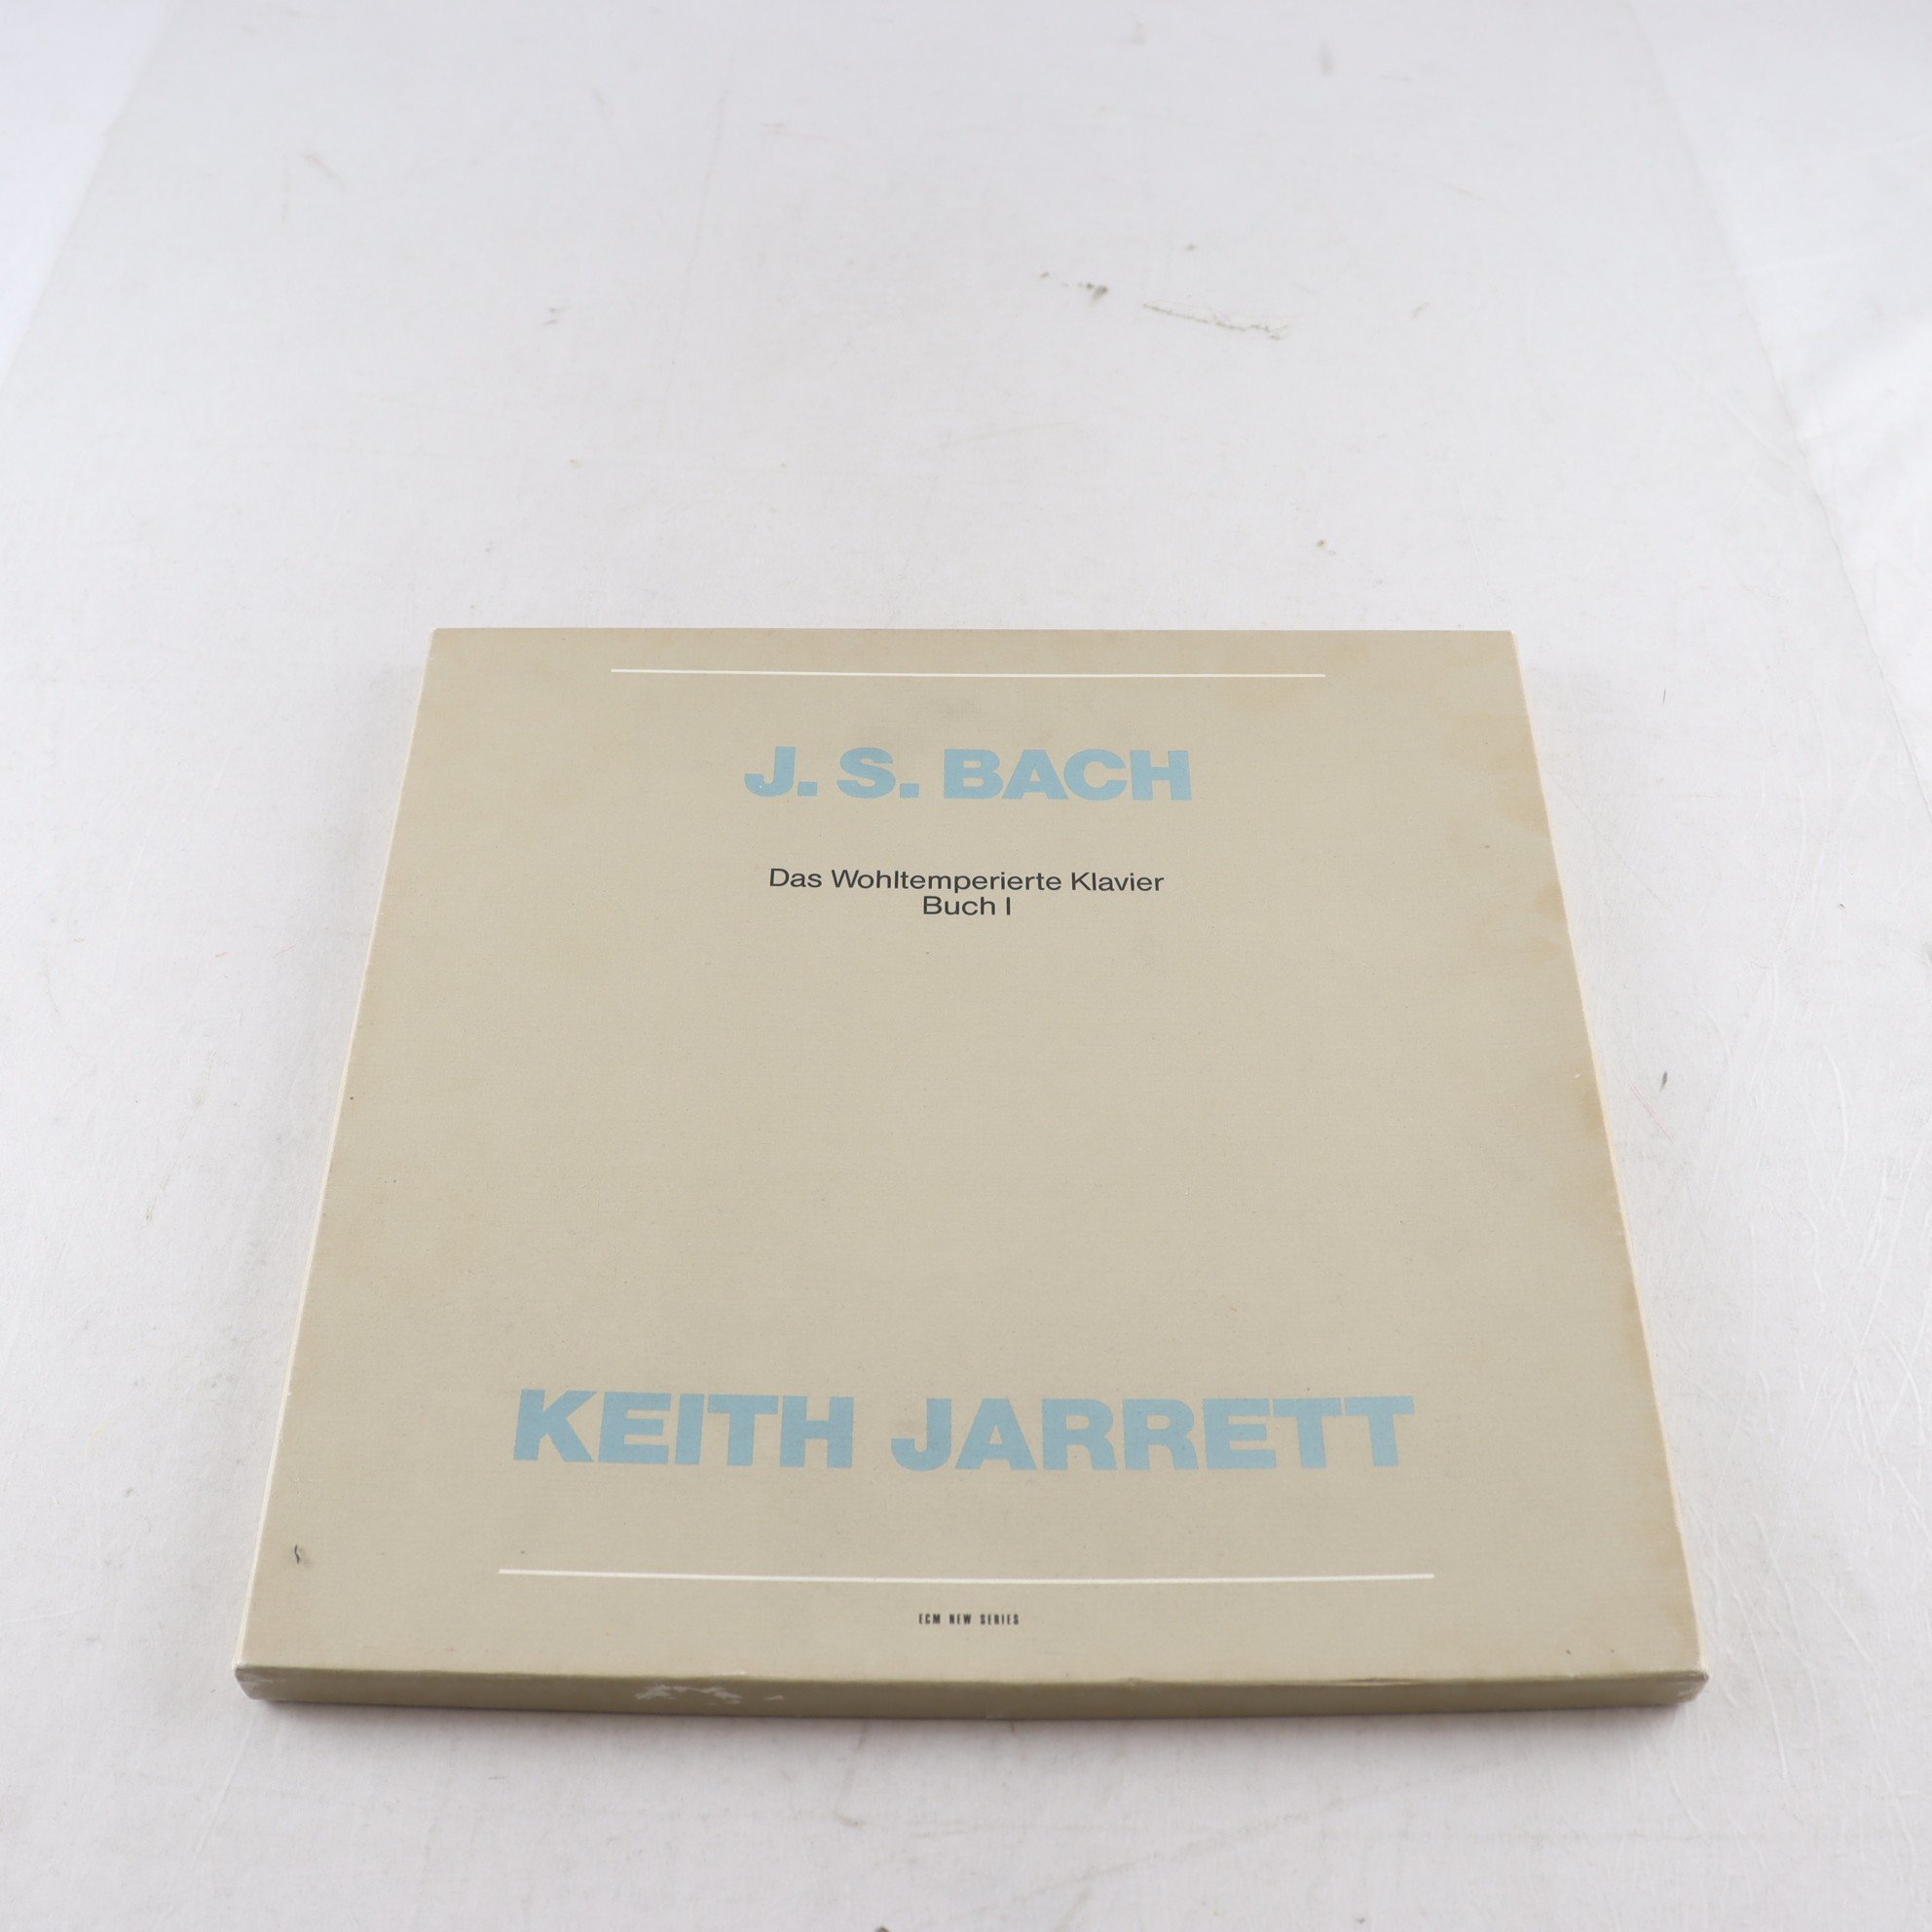 J. S. BACH
Das Wohltemperierte Klavier
Buch I
KEITH JARRETT
ECM NEW SERIES